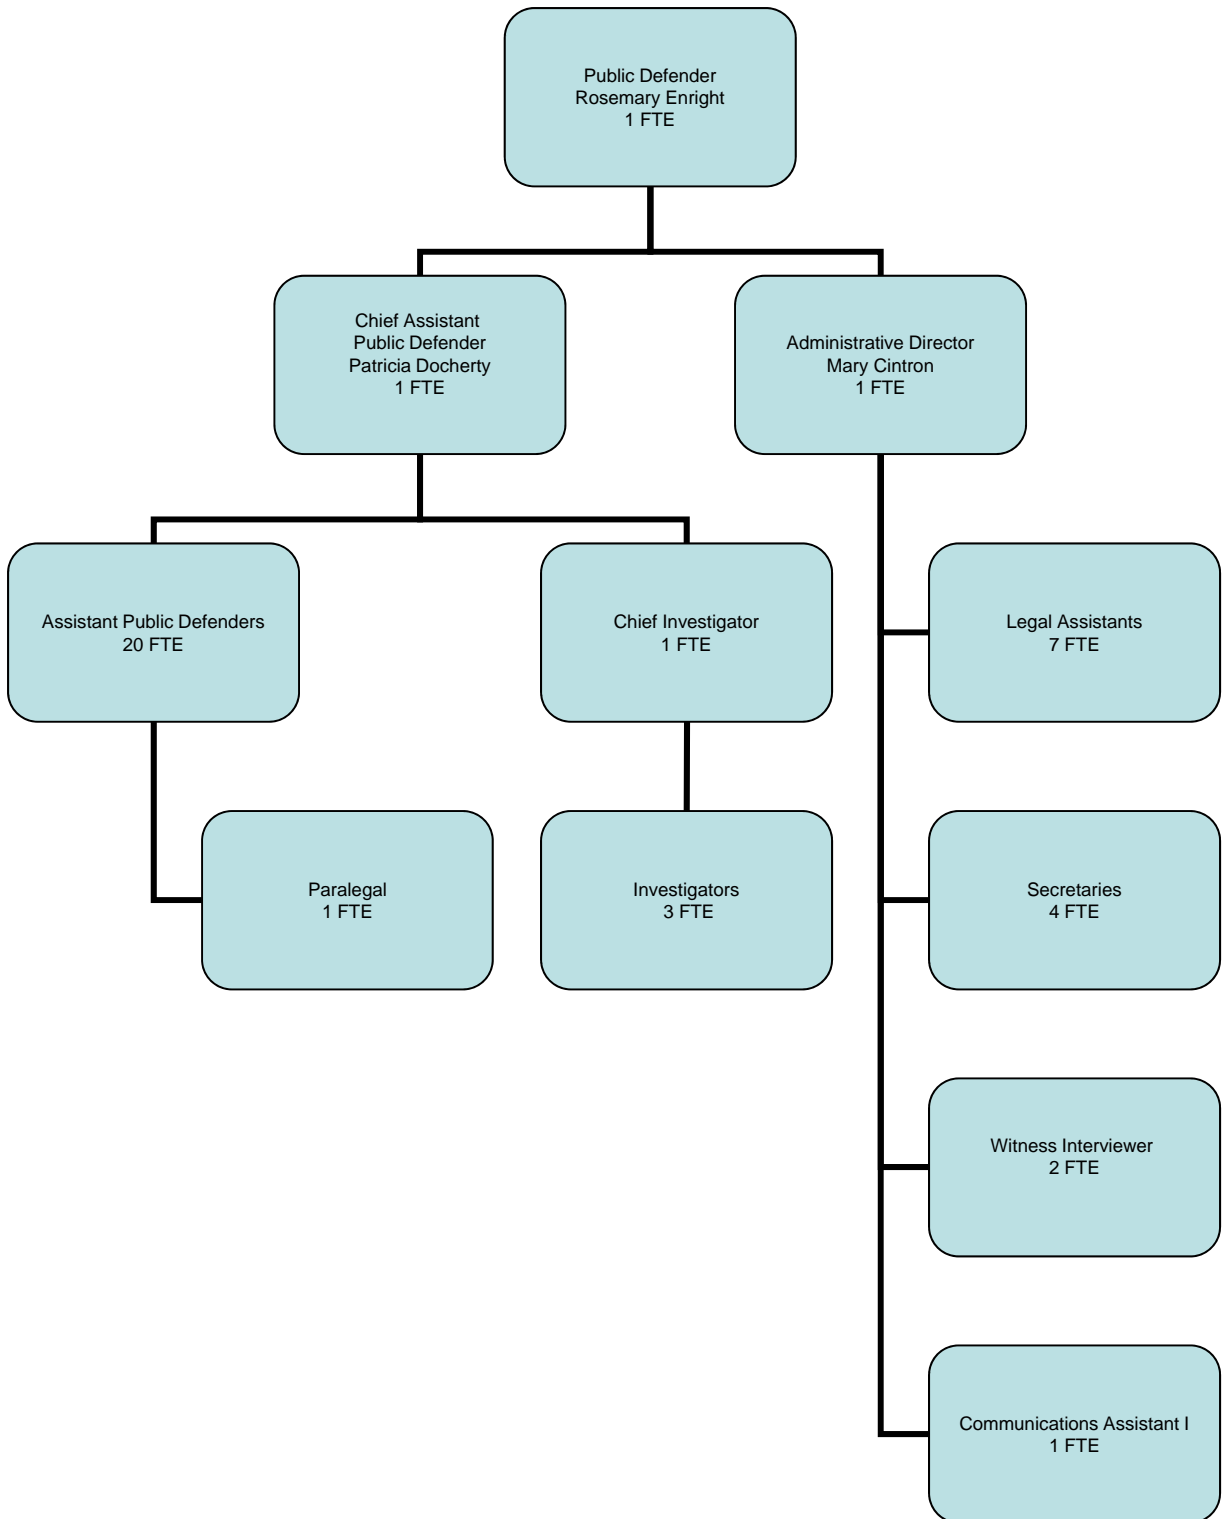 Public Defender
Rosemary Enright
1 FTE
Chief Assistant
Public Defender
Patricia Docherty
1 FTE
Administrative Director
Mary Cintron
1 FTE
Assistant Public Defenders
20 FTE
Chief Investigator
1 FTE
Legal Assistants
7 FTE
Paralegal
1 FTE
Investigators
3 FTE
Secretaries
4 FTE
Witness Interviewer
2 FTE
Communications Assistant I
1 FTE